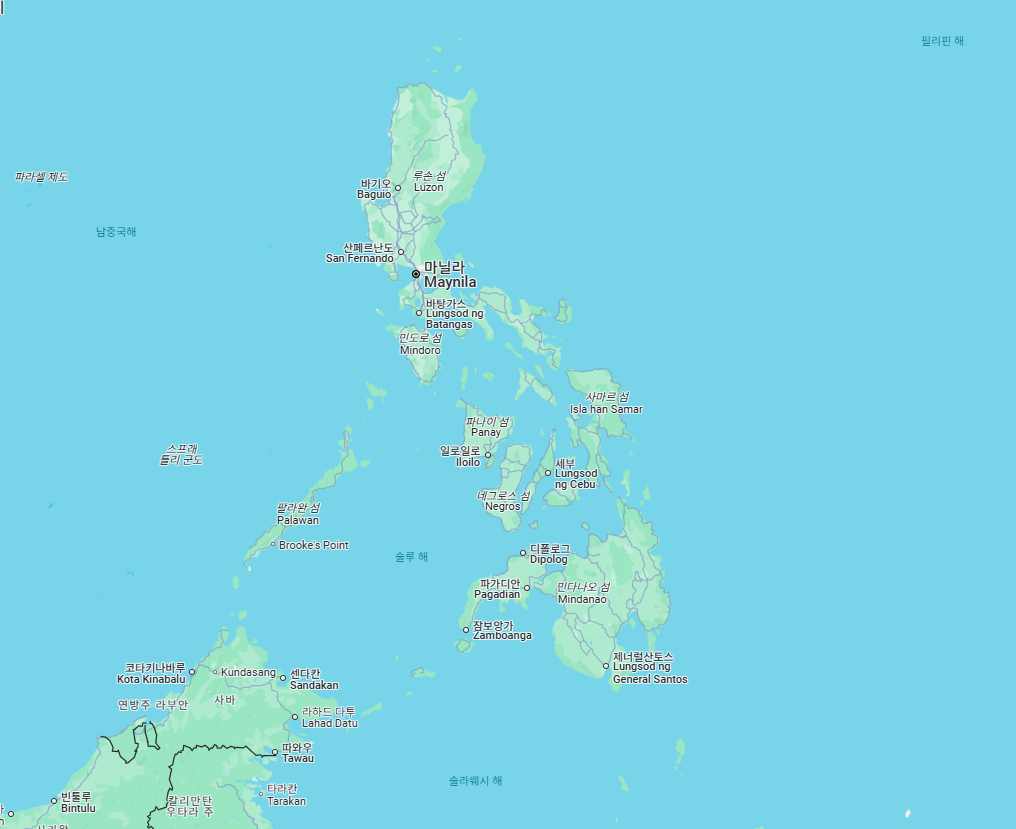 필리핀 해
파라셀 제도
루손 섬
Luzon
바기오
Baguio
남중국해
산페르난도
San Fernando
마닐라
Maynila
바탕가스
Lungsod ng
Batangas
민도로 섬
Mindoro
사마르 섬
Isla han Samar
파나이 섬
Panay
스프래
틀리 군도
일로일로
Iloilo
세부
Lungsod
ng Cebu
네그로스 섬
Negros
팔라완 섬
Palawan
Brooke's Point
술루 해
디폴로그
Dipolog
파가디안
Pagadian
민다나오 섬
Mindanao
잠보앙가
Zamboanga
제너럴산토스
Lungsod ng
General Santos
코타키나바루
Kota Kinabalu
Kundasang
센다칸
Sandakan
연방주 라부안
사바
라하드 다투
Lahad Datu
따와우
Tawau
술라웨시 해
타라칸
Tarakan
빈툴루
Bintulu
칼리만탄
우타라 주